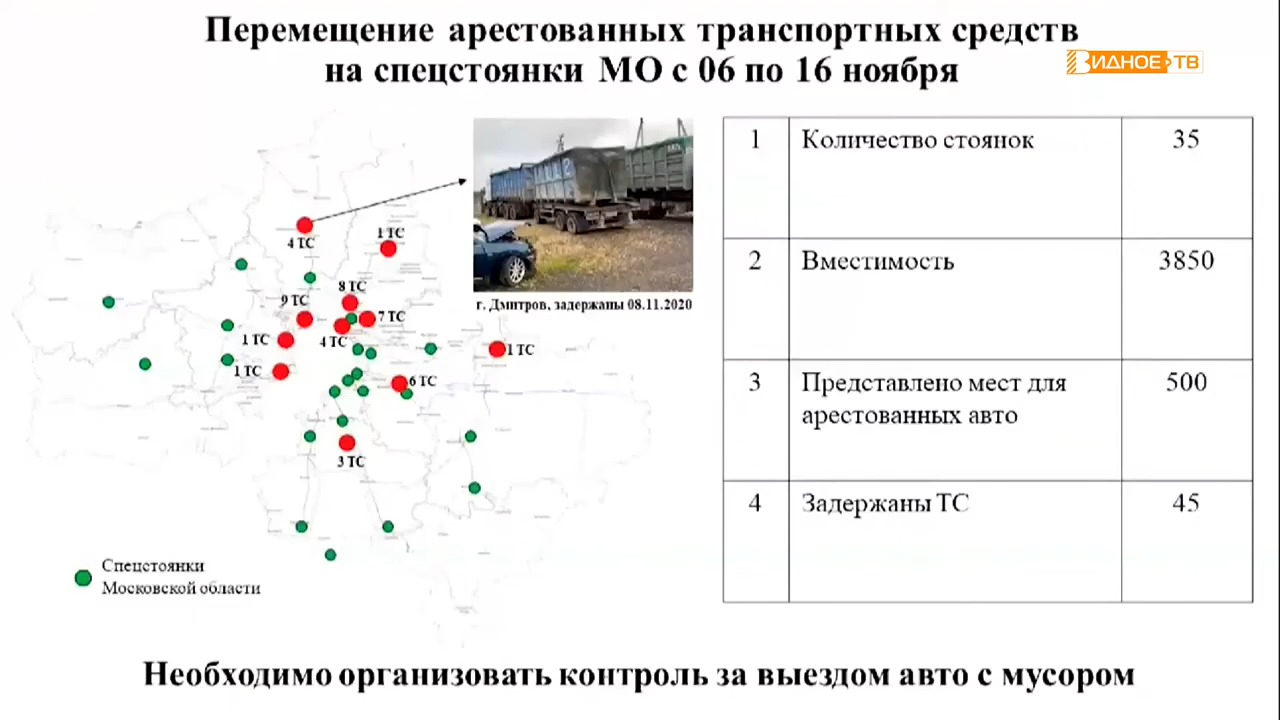 Перемещение арестованных транспортных средств
на спецстоянки МО с 06 по 16 ноября
ВИДНОЕ ТВ
1 Количество стоянок 35
2 Вместимость 3850
3 Представлено мест для 500
арестованных авто
4 Задержаны ТС 45
4 ТС
1 ТС
8 ТС
9 ТС
7 ТС
4 ТС
1 ТС
1 ТС
1 ТС
6 ТС
3 ТС
г. Дмитров, задержаны 08.11.2020
Спецстоянки
Московской области
Необходимо организовать контроль за выездом авто с мусором